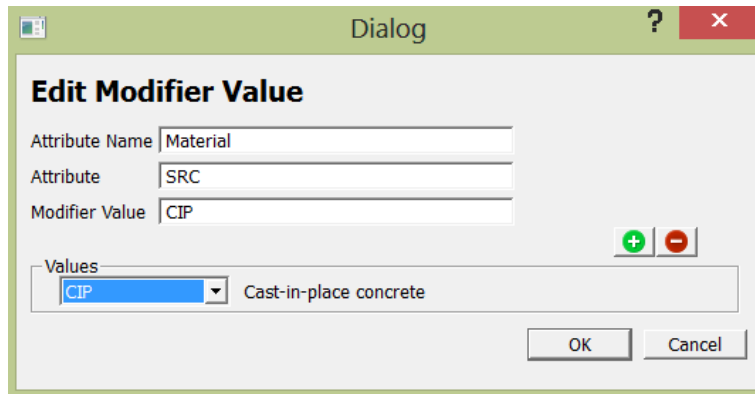 Dialog
?
x
Edit Modifier Value
Attribute Name Material
Attribute SRC
Modifier Value CIP
Values
CIP Cast-in-place concrete
OK Cancel